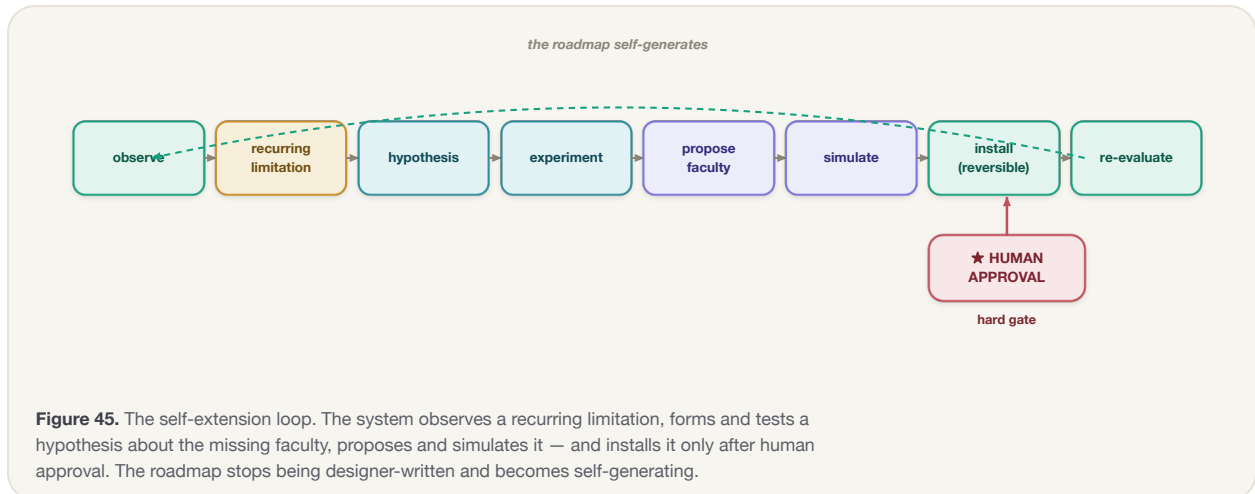 the roadmap self-generates
observe
recurring
limitation
hypothesis
experiment
propose
faculty
simulate
install
(reversible)
re-evaluate
★ HUMAN
APPROVAL
hard gate
Figure 45. The self-extension loop. The system observes a recurring limitation, forms and tests a
hypothesis about the missing faculty, proposes and simulates it — and installs it only after human
approval. The roadmap stops being designer-written and becomes self-generating.